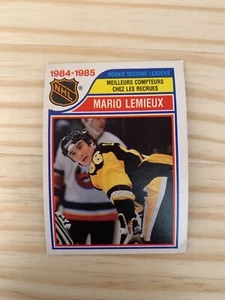 1984-1985
ROOKIE SCORING LEADERS
MEILLEURS COMPTEURS
CHEZ LES RECRUES
NHL
MARIO LEMIEUX